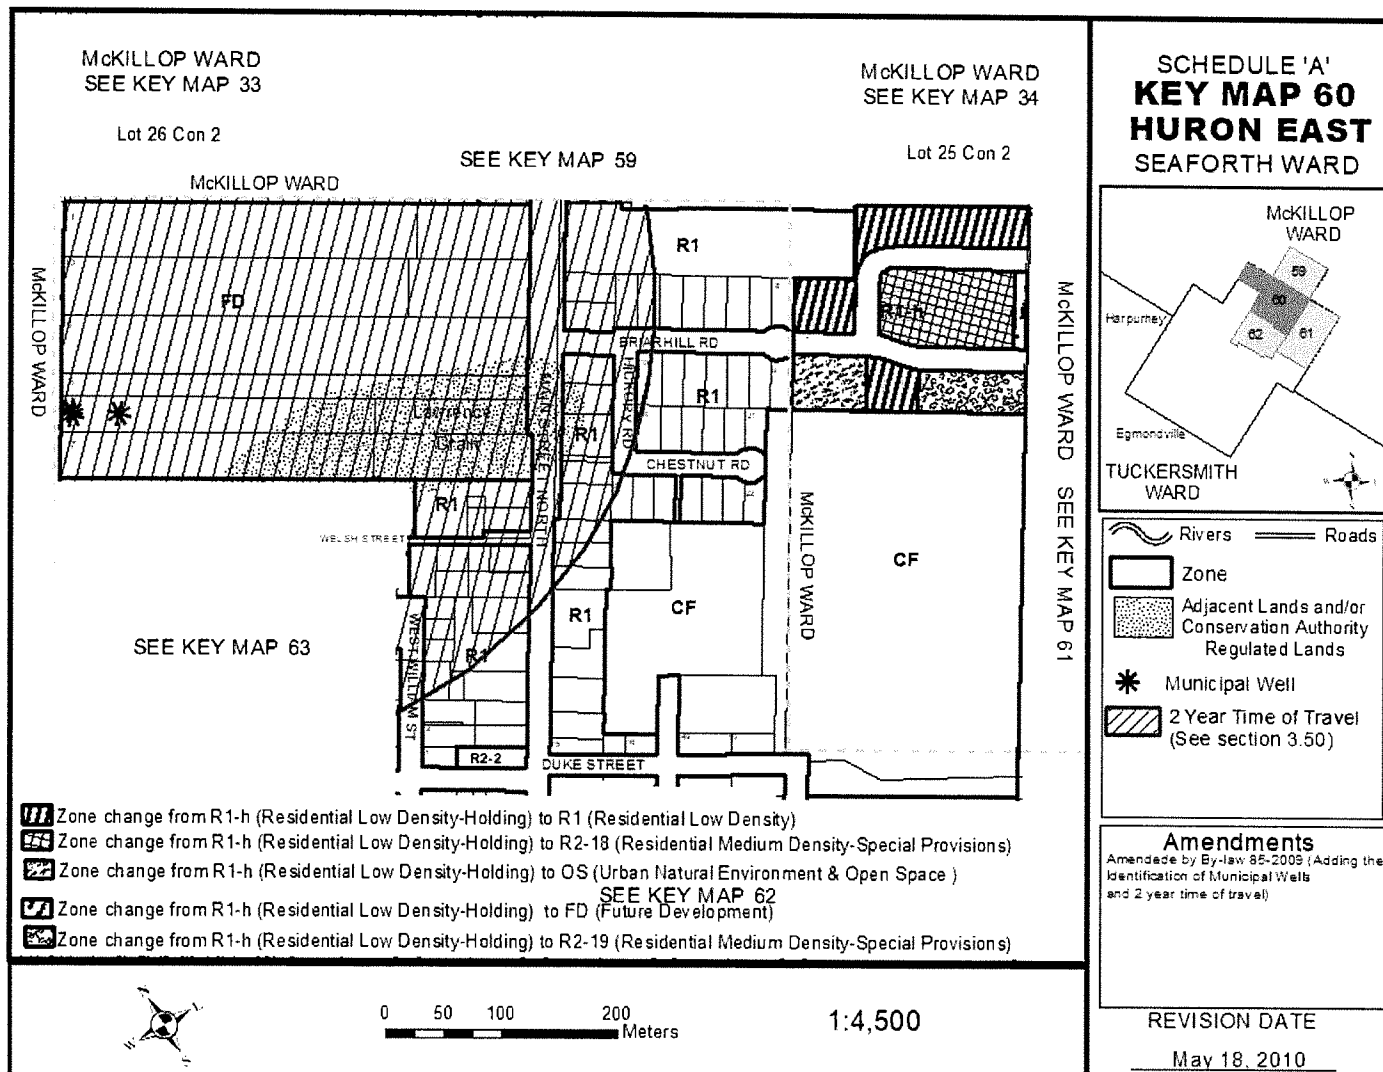 McKILLOP WARD
SEE KEY MAP 33
Lot 26 Con 2
McKILLOP WARD
SEE KEY MAP 59
McKILLOP WARD
SEE KEY MAP 34
Lot 25 Con 2
McKILLOP WARD
FD
R1
R1-h
BRIARHILL RD
HICKORY RD
R1
Lawrence
Grain
R1
MAIN STREET NORTH
CHESTNUT RD
R1
WELSH STREET
McKILLOP WARD
CF
McKILLOP WARD SEE KEY MAP 61
CF
R1
SEE KEY MAP 63
WEST WILLIAM ST
R1
R2-2
DUKE STREET
Zone change from R1-h (Residential Low Density-Holding) to R1 (Residential Low Density)
Zone change from R1-h (Residential Low Density-Holding) to R2-18 (Residential Medium Density-Special Provisions)
Zone change from R1-h (Residential Low Density-Holding) to OS (Urban Natural Environment & Open Space )
SEE KEY MAP 62
Zone change from R1-h (Residential Low Density-Holding) to FD (Future Development)
Zone change from R1-h (Residential Low Density-Holding) to R2-19 (Residential Medium Density-Special Provisions)
0 50 100 200
Meters
1:4,500
SCHEDULE 'A'
KEY MAP 60
HURON EAST
SEAFORTH WARD
McKILLOP
WARD
59
60
62
61
Harpurhey
Egmondville
TUCKERSMITH
WARD
Rivers
Roads
Zone
Adjacent Lands and/or
Conservation Authority
Regulated Lands
Municipal Well
2 Year Time of Travel
(See section 3.50)
Amendments
Amendede by By-law 85-2009 (Adding the
Identification of Municipal Wells
and 2 year time of travel)
REVISION DATE
May 18, 2010